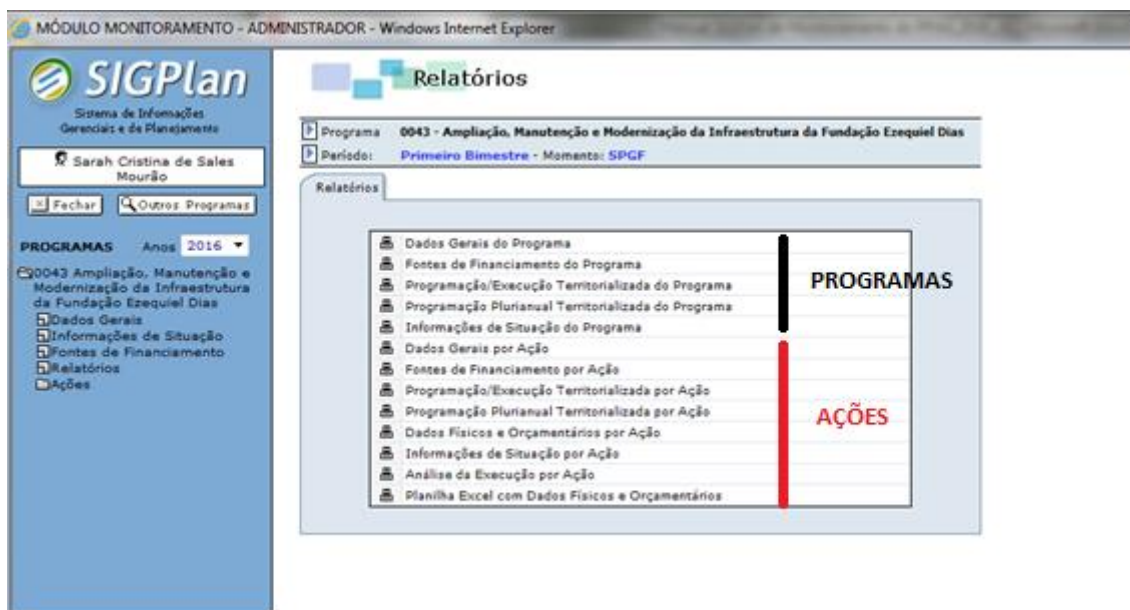 MÓDULO MONITORAMENTO - ADMINISTRADOR - Windows Internet Explorer
SIGPlan
Sistema de Informações
Gerenciais e de Planejamento
Sarah Cristina de Sales
Mourão
Fechar
Outros Programas
PROGRAMAS Anos 2016
0043 Ampliação, Manutenção e
Modernização da Infraestrutura
da Fundação Ezequiel Dias
Dados Gerais
Informações de Situação
Fontes de Financiamento
Relatórios
Ações
Relatórios
Programa 0043 - Ampliação, Manutenção e Modernização da Infraestrutura da Fundação Ezequiel Dias
Período: Primeiro Bimestre - Momento: SPGF
Relatórios
Dados Gerais do Programa
Fontes de Financiamento do Programa
Programação/Execução Territorializada do Programa
Programação Plurianual Territorializada do Programa
Informações de Situação do Programa
Dados Gerais por Ação
Fontes de Financiamento por Ação
Programação/Execução Territorializada por Ação
Programação Plurianual Territorializada por Ação
Dados Físicos e Orçamentários por Ação
Informações de Situação por Ação
Análise da Execução por Ação
Planilha Excel com Dados Físicos e Orçamentários
PROGRAMAS
AÇÕES